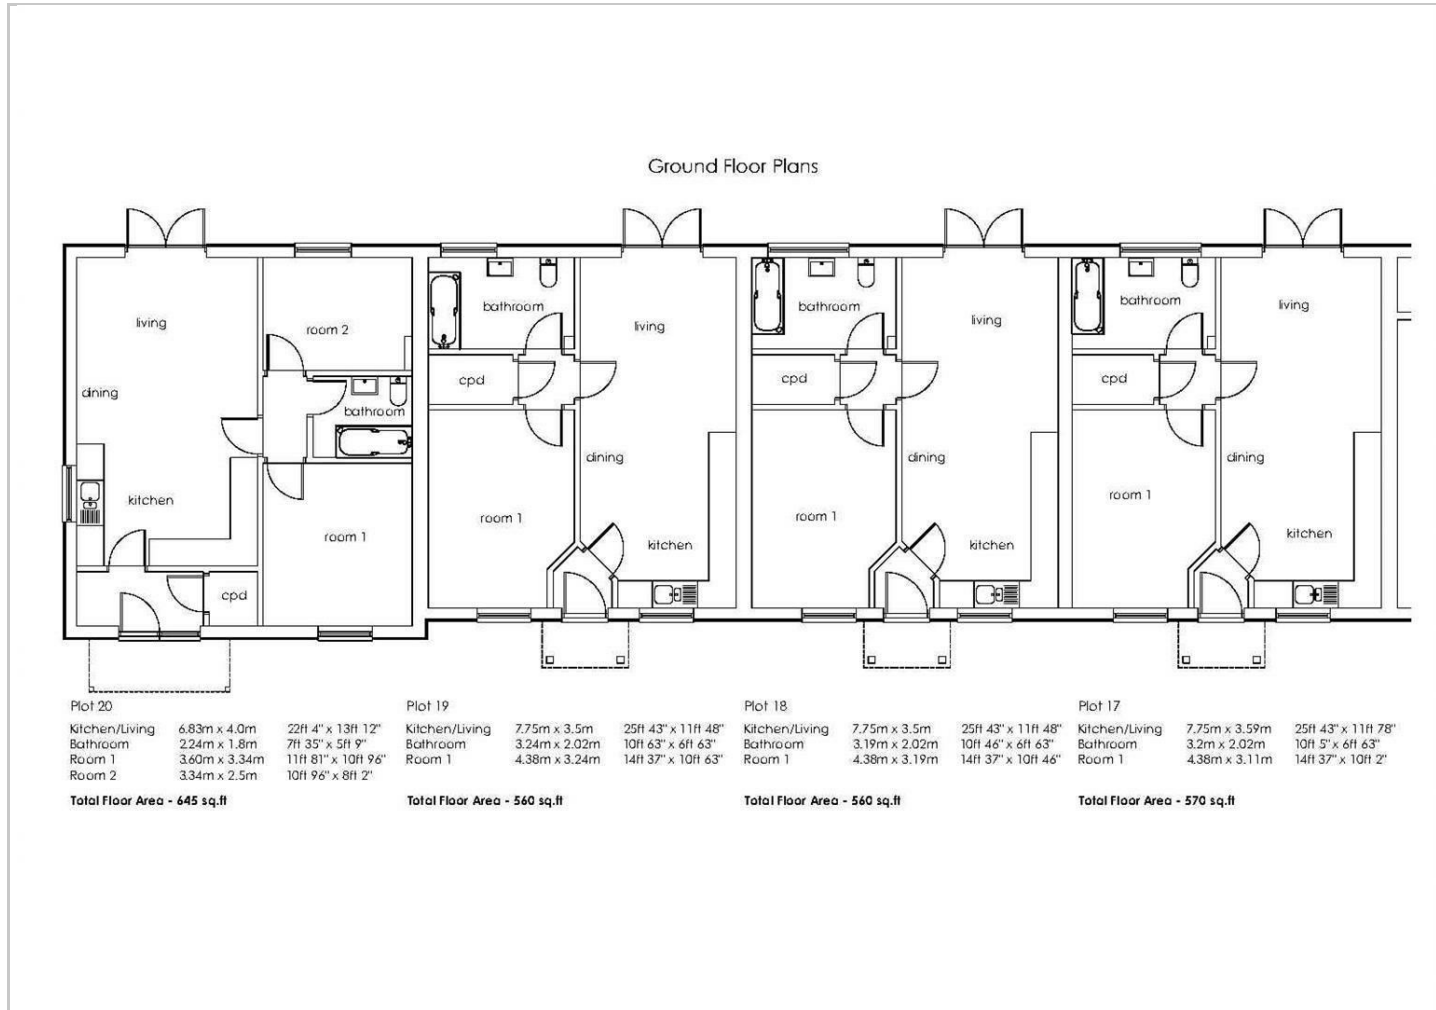 Ground Floor Plans
living
room 2
dining
bathroom
kitchen
room 1
cpd
bathroom
living
cpd
dining
room 1
kitchen
bathroom
living
cpd
dining
room 1
kitchen
bathroom
living
cpd
dining
room 1
kitchen
Plot 20
Kitchen/Living 6.83m x 4.0m 22ft 4" x 13ft 12"
Bathroom 2.24m x 1.8m 7ft 35" x 5ft 9"
Room 1 3.60m x 3.34m 11ft 81" x 10ft 96"
Room 2 3.34m x 2.5m 10ft 96" x 8ft 2"
Total Floor Area - 645 sq.ft
Plot 19
Kitchen/Living 7.75m x 3.5m 25ft 43" x 11ft 48"
Bathroom 3.24m x 2.02m 10ft 63" x 6ft 63"
Room 1 4.38m x 3.24m 14ft 37" x 10ft 63"
Total Floor Area - 560 sq.ft
Plot 18
Kitchen/Living 7.75m x 3.5m 25ft 43" x 11ft 48"
Bathroom 3.19m x 2.02m 10ft 46" x 6ft 63"
Room 1 4.38m x 3.19m 14ft 37" x 10ft 46"
Total Floor Area - 560 sq.ft
Plot 17
Kitchen/Living 7.75m x 3.59m 25ft 43" x 11ft 78"
Bathroom 3.2m x 2.02m 10ft 5" x 6ft 63"
Room 1 4.38m x 3.11m 14ft 37" x 10ft 2"
Total Floor Area - 570 sq.ft